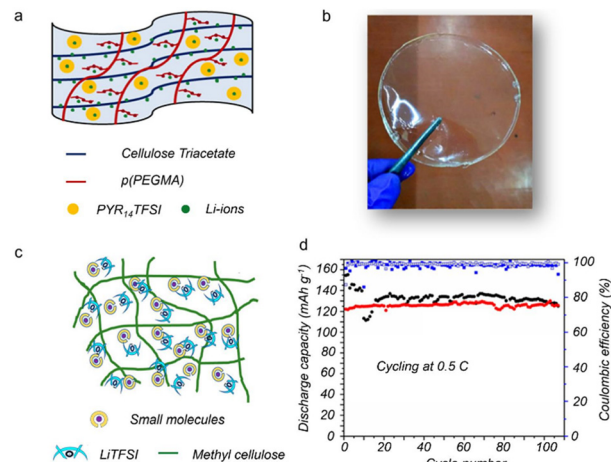 a
b
Cellulose Triacetate
p(PEGMA)
PYR14TFSI
Li-ions
c
d
Small molecules
LiTFSI
Methyl cellulose
Discharge capacity (mAh g⁻¹)
160
140
120
100
80
60
40
20
0
Cycling at 0.5 C
100
80
60
40
20
0
Coulombic efficiency (%)
0 20 40 60 80 100
Cycle number